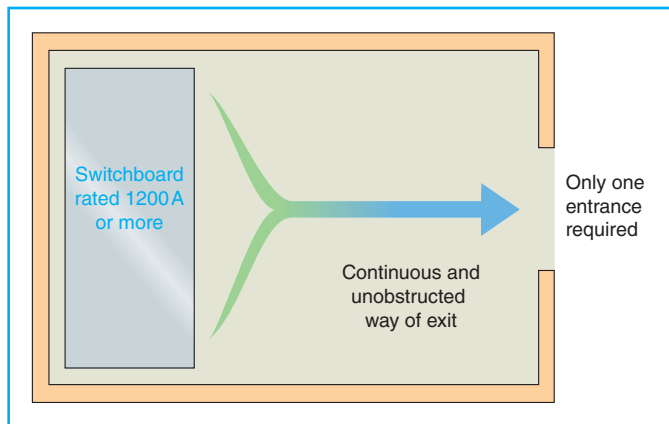 Switchboard
rated 1200 A
or more
Continuous and
unobstructed
way of exit
Only one
entrance
required